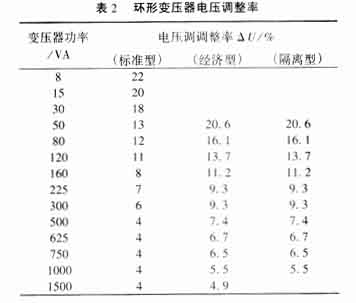 表 2 环形变压器电压调整率
变压器功率 电压调调整率 ΔU/%
/VA (标准型) (经济型) (隔离型)
8 22
15 20
30 18
50 13 20.6 20.6
80 12 16.1 16.1
120 11 13.7 13.7
160 8 11.2 11.2
225 7 9.3 9.3
300 6 9.3 9.3
500 4 7.4 7.4
625 4 6.7 6.7
750 4 6.5 6.5
1000 4 5.5 5.5
1500 4 4.9